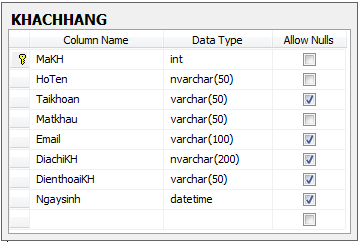 KHACHHANG
Column Name Data Type Allow Nulls
MaKH int
HoTen nvarchar(50)
Taikhoan varchar(50)
Matkhau varchar(50)
Email varchar(100)
DiachiKH nvarchar(200)
DienthoaiKH varchar(50)
Ngaysinh datetime